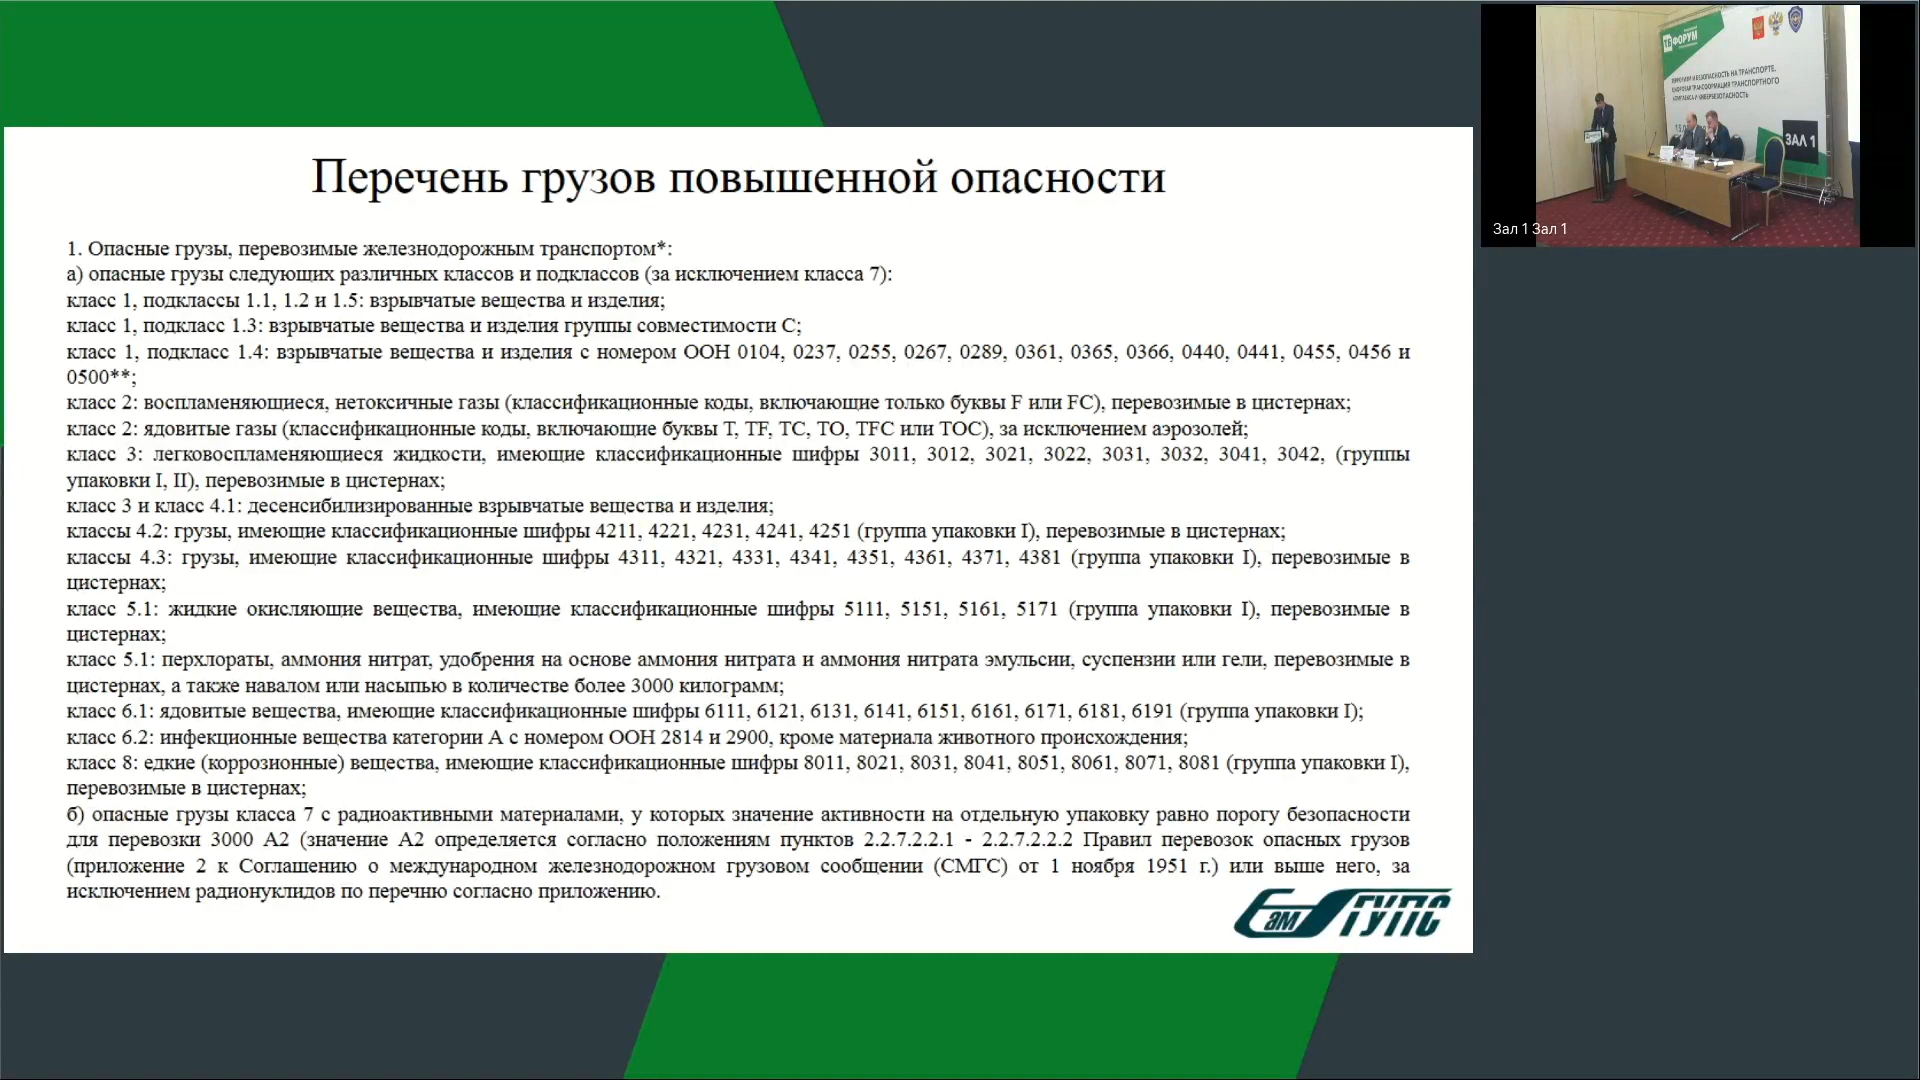 Перечень грузов повышенной опасности
1. Опасные грузы, перевозимые железнодорожным транспортом*:
а) опасные грузы следующих различных классов и подклассов (за исключением класса 7):
класс 1, подклассы 1.1, 1.2 и 1.5: взрывчатые вещества и изделия;
класс 1, подкласс 1.3: взрывчатые вещества и изделия группы совместимости С;
класс 1, подкласс 1.4: взрывчатые вещества и изделия с номером ООН 0104, 0237, 0255, 0267, 0289, 0361, 0365, 0366, 0440, 0441, 0455, 0456 и
0500**;
класс 2: воспламеняющиеся, нетоксичные газы (классификационные коды, включающие только буквы F или FC), перевозимые в цистернах;
класс 2: ядовитые газы (классификационные коды, включающие буквы T, TF, TC, TO, TFC или TOC), за исключением аэрозолей;
класс 3: легковоспламеняющиеся жидкости, имеющие классификационные шифры 3011, 3012, 3021, 3022, 3031, 3032, 3041, 3042, (группы
упаковки I, II), перевозимые в цистернах;
класс 3 и класс 4.1: десенсибилизированные взрывчатые вещества и изделия;
классы 4.2: грузы, имеющие классификационные шифры 4211, 4221, 4231, 4241, 4251 (группа упаковки I), перевозимые в цистернах;
классы 4.3: грузы, имеющие классификационные шифры 4311, 4321, 4331, 4341, 4351, 4361, 4371, 4381 (группа упаковки I), перевозимые в
цистернах;
класс 5.1: жидкие окисляющие вещества, имеющие классификационные шифры 5111, 5151, 5161, 5171 (группа упаковки I), перевозимые в
цистернах;
класс 5.1: перхлораты, аммония нитрат, удобрения на основе аммония нитрата и аммония нитрата эмульсии, суспензии или гели, перевозимые в
цистернах, а также навалом или насыпью в количестве более 3000 килограмм;
класс 6.1: ядовитые вещества, имеющие классификационные шифры 6111, 6121, 6131, 6141, 6151, 6161, 6171, 6181, 6191 (группа упаковки I);
класс 6.2: инфекционные вещества категории А с номером ООН 2814 и 2900, кроме материала животного происхождения;
класс 8: едкие (коррозионные) вещества, имеющие классификационные шифры 8011, 8021, 8031, 8041, 8051, 8061, 8071, 8081 (группа упаковки I),
перевозимые в цистернах;
б) опасные грузы класса 7 с радиоактивными материалами, у которых значение активности на отдельную упаковку равно порогу безопасности
для перевозки 3000 А2 (значение А2 определяется согласно положениям пунктов 2.2.7.2.2.1 - 2.2.7.2.2.2 Правил перевозок опасных грузов
(приложение 2 к Соглашению о международном железнодорожном грузовом сообщении (СМГС) от 1 ноября 1951 г.) или выше него, за
исключением радионуклидов по перечню согласно приложению.
СамГУПС
ТБ ФОРУМ
БЕЗОПАСНОСТЬ НА ТРАНСПОРТЕ.
ЦИФРОВАЯ ТРАНСФОРМАЦИЯ ТРАНСПОРТНОГО
КОМПЛЕКСА И КИБЕРБЕЗОПАСНОСТЬ
ЗАЛ 1
Зал 1 Зал 1